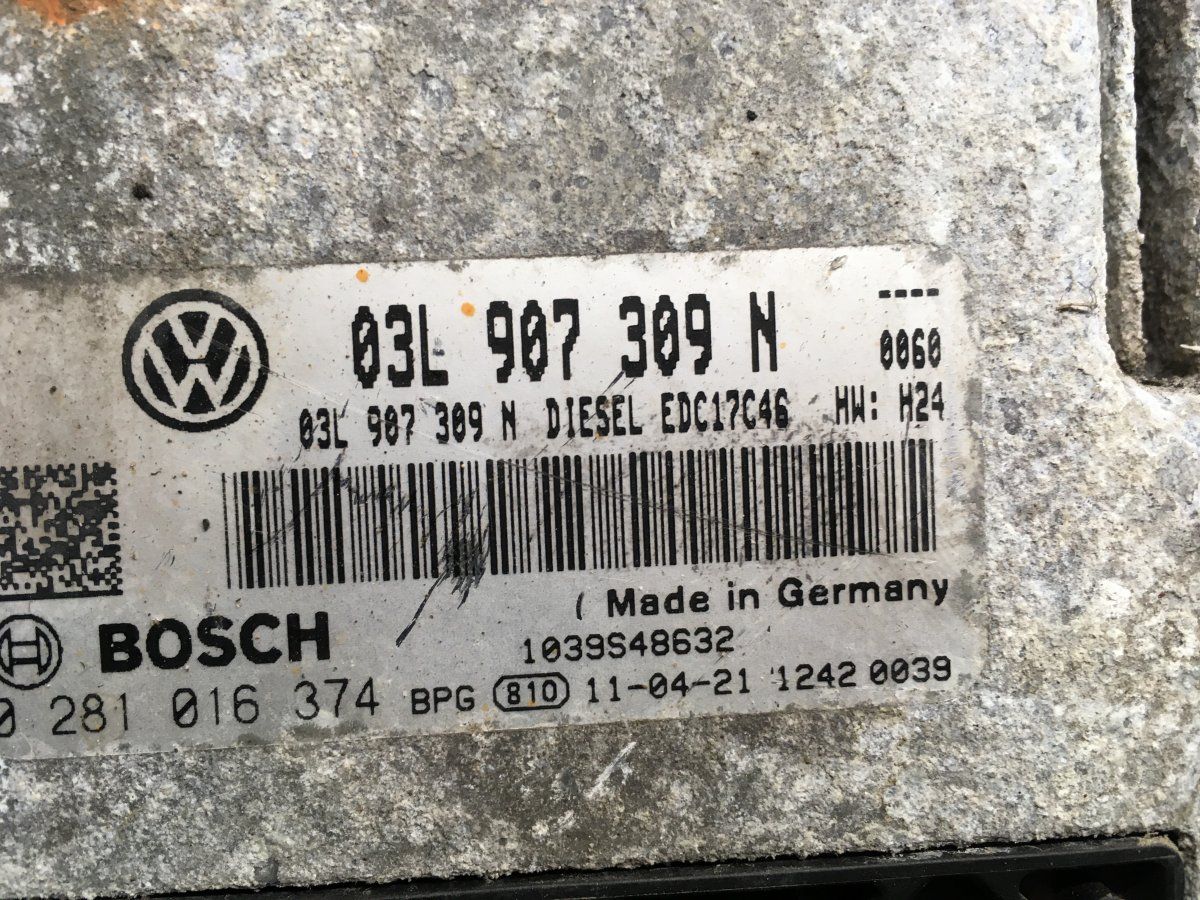 03L 907 309 N ----
0060
03L 907 309 N DIESEL EDC17C46 HW: H24
Made in Germany
BOSCH
1039S48632
0 281 016 374 BPG 810 11-04-21 1242 0039